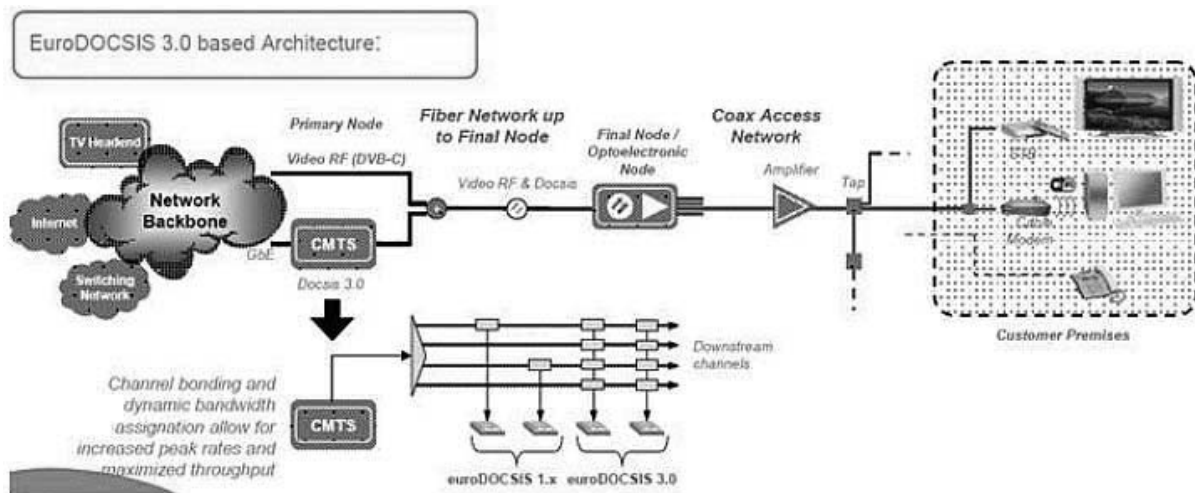 EuroDOCSIS 3.0 based Architecture:
TV Headend
Network
Backbone
Internet
Switching
Network
Primary Node
Video RF (DVB-C)
GbE
CMTS
Docsis 3.0
Fiber Network up
to Final Node
Video RF & Docsis
Final Node /
Optoelectronic
Node
Coax Access
Network
Amplifier
Tap
STB
Cable
Modem
Customer Premises
Channel bonding and
dynamic bandwidth
assignation allow for
increased peak rates and
maximized throughput
CMTS
Downstream
channels
euroDOCSIS 1.x euroDOCSIS 3.0